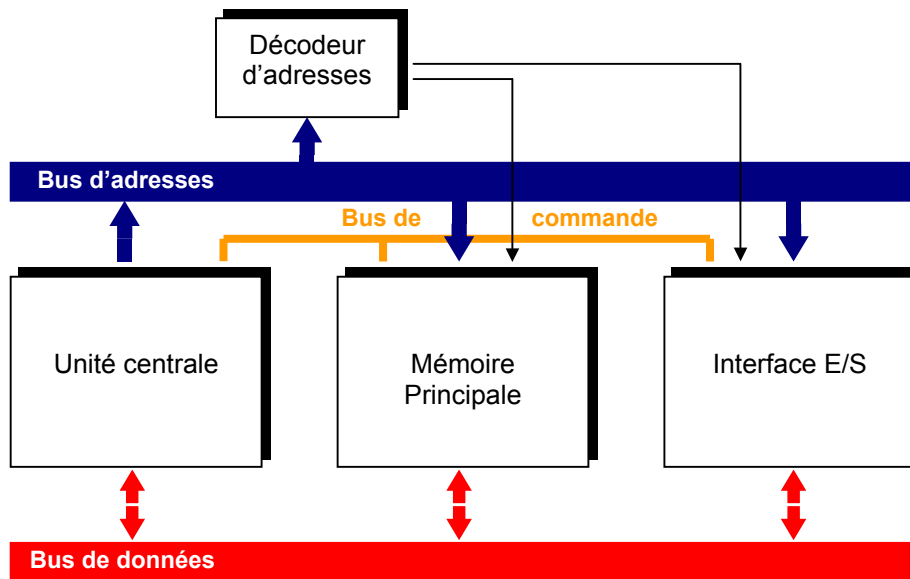 Décodeur
d’adresses
Bus d’adresses
Bus de commande
Unité centrale
Mémoire
Principale
Interface E/S
Bus de données